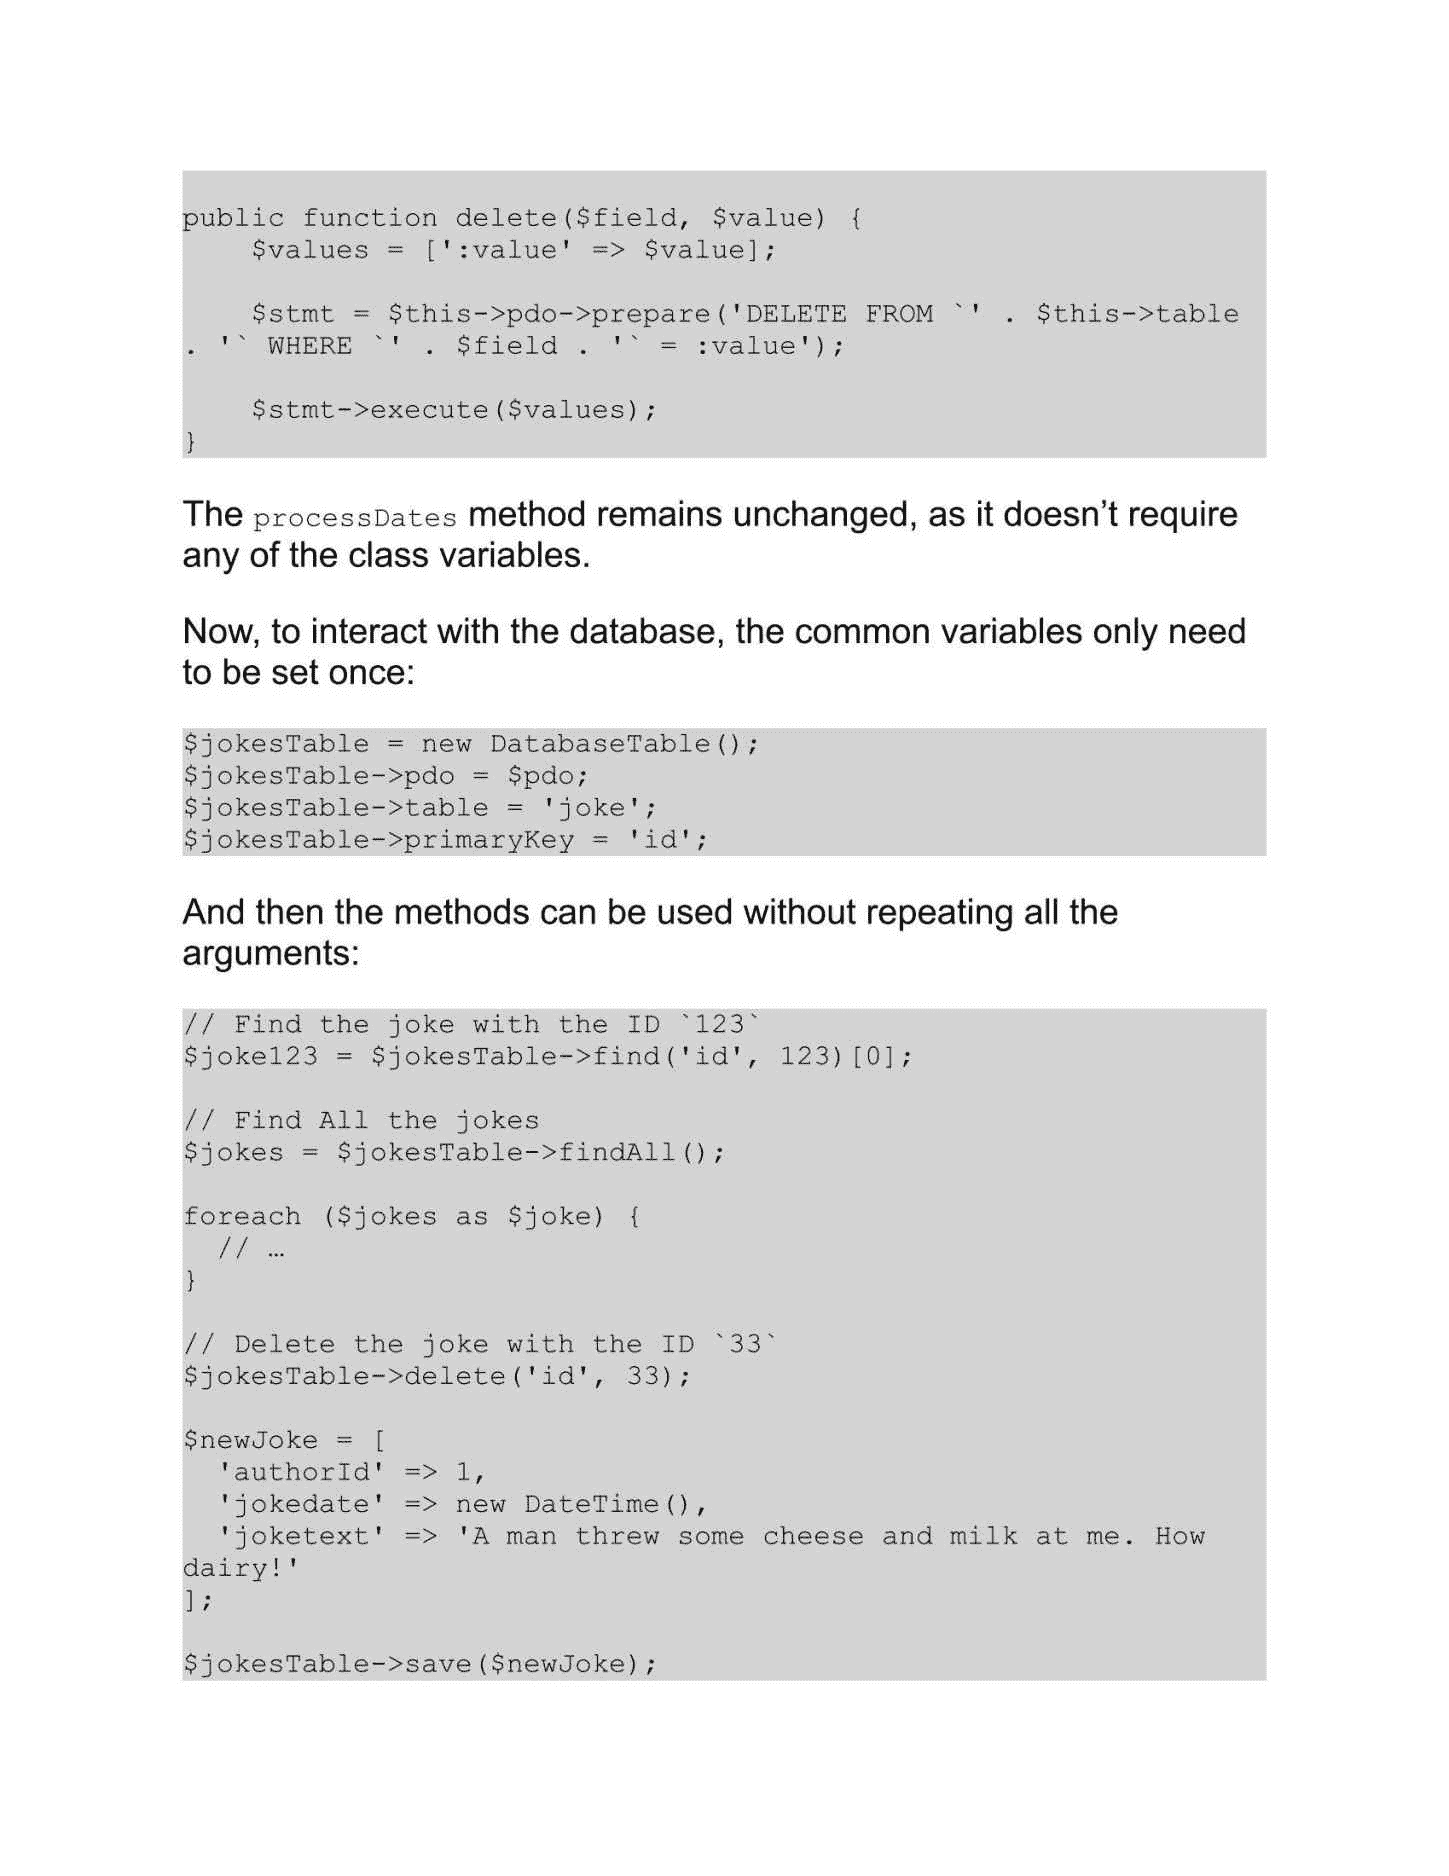 public function delete($field, $value) {
    $values = [':value' => $value];

    $stmt = $this->pdo->prepare('DELETE FROM `' . $this->table
. '` WHERE `' . $field . '` = :value');

    $stmt->execute($values);
}
The processDates method remains unchanged, as it doesn’t require
any of the class variables.
Now, to interact with the database, the common variables only need
to be set once:
$jokesTable = new DatabaseTable();
$jokesTable->pdo = $pdo;
$jokesTable->table = 'joke';
$jokesTable->primaryKey = 'id';
And then the methods can be used without repeating all the
arguments:
// Find the joke with the ID `123`
$joke123 = $jokesTable->find('id', 123)[0];

// Find All the jokes
$jokes = $jokesTable->findAll();

foreach ($jokes as $joke) {
  // …
}

// Delete the joke with the ID `33`
$jokesTable->delete('id', 33);

$newJoke = [
  'authorId' => 1,
  'jokedate' => new DateTime(),
  'joketext' => 'A man threw some cheese and milk at me. How
dairy!'
];

$jokesTable->save($newJoke);